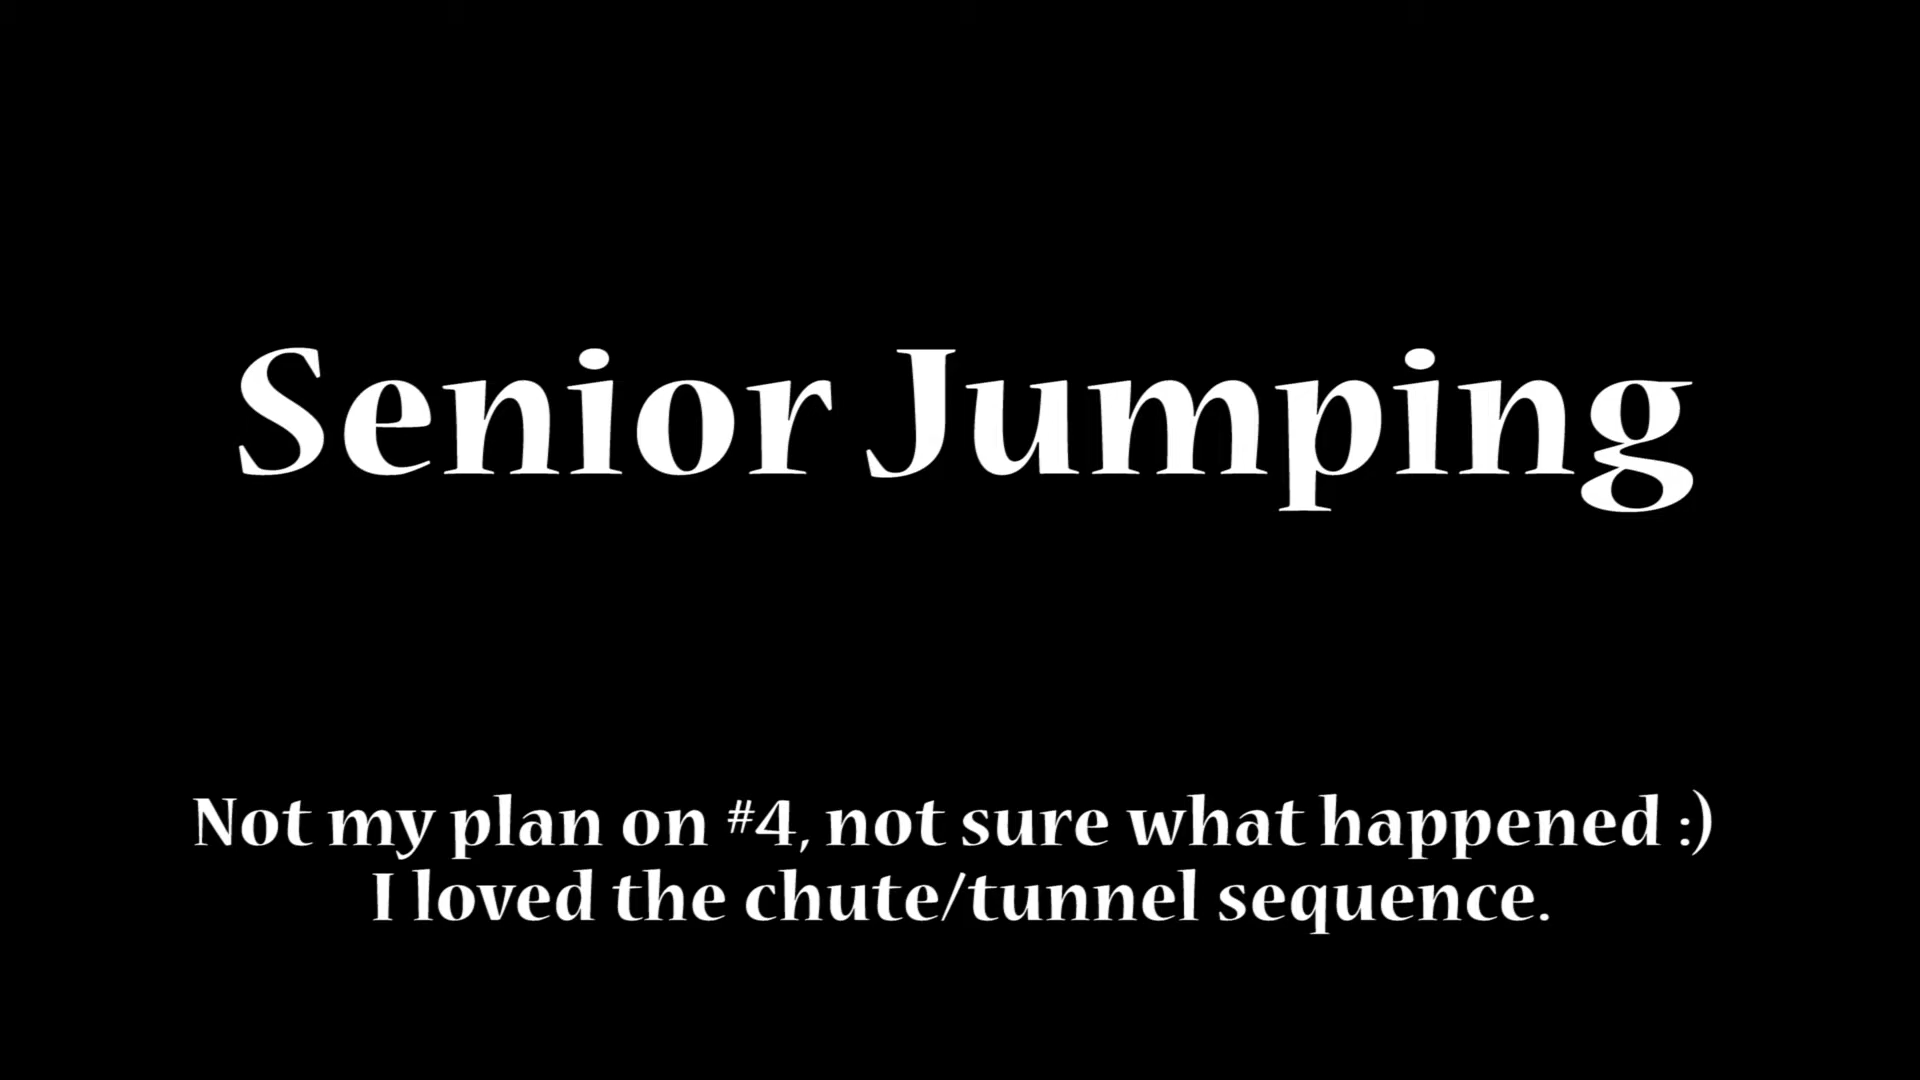 Senior Jumping
Not my plan on #4, not sure what happened :)
I loved the chute/tunnel sequence.